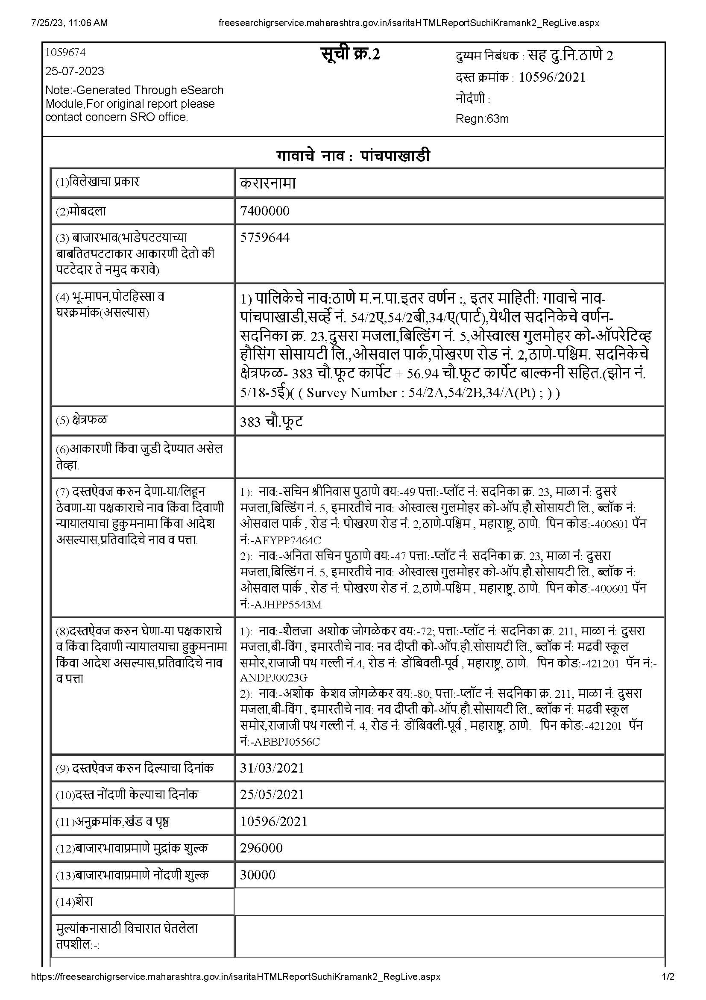 7/25/23, 11:06 AM freesearchigrservice.maharashtra.gov.in/isaritaHTMLReportSuchiKramank2_RegLive.aspx
1059674
25-07-2023
Note:-Generated Through eSearch
Module,For original report please
contact concern SRO office.
सूची क्र.2
दुय्यम निबंधक : सह दु.नि.ठाणे 2
दस्त क्रमांक : 10596/2021
नोदंणी :
Regn:63m
गावाचे नाव : पांचपाखाडी
(1)विलेखाचा प्रकार
करारनामा
(2)मोबदला
7400000
(3) बाजारभाव(भाडेपटटयाच्या
बाबतितपटटाकार आकारणी देतो की
पटटेदार ते नमुद करावे)
5759644
(4) भू-मापन,पोटहिस्सा व
घरक्रमांक(असल्यास)
1) पालिकेचे नाव:ठाणे म.न.पा.इतर वर्णन :, इतर माहिती: गावाचे नाव-
पांचपाखाडी,सर्व्हे नं. 54/2ए,54/2बी,34/ए(पार्ट),येथील सदनिकेचे वर्णन-
सदनिका क्र. 23,दुसरा मजला,बिल्डिंग नं. 5,ओस्वाल्स गुलमोहर को-ऑपरेटिव्ह
हौसिंग सोसायटी लि.,ओसवाल पार्क,पोखरण रोड नं. 2,ठाणे-पश्चिम. सदनिकेचे
क्षेत्रफळ- 383 चौ.फूट कार्पेट + 56.94 चौ.फूट कार्पेट बाल्कनी सहित.(झोन नं.
5/18-5ई)( ( Survey Number : 54/2A,54/2B,34/A(Pt) ; ) )
(5) क्षेत्रफळ
383 चौ.फूट
(6)आकारणी किंवा जुडी देण्यात असेल
तेव्हा.
(7) दस्तऐवज करुन देणा-या/लिहून
ठेवणा-या पक्षकाराचे नाव किंवा दिवाणी
न्यायालयाचा हुकुमनामा किंवा आदेश
असल्यास,प्रतिवादिचे नाव व पत्ता.
1): नाव:-सचिन श्रीनिवास पुठाणे वय:-49 पत्ता:-प्लॉट नं: सदनिका क्र. 23, माळा नं: दुसरं
मजला,बिल्डिंग नं. 5, इमारतीचे नाव: ओस्वाल्स गुलमोहर को-ऑप.हौ.सोसायटी लि., ब्लॉक नं:
ओसवाल पार्क , रोड नं: पोखरण रोड नं. 2,ठाणे-पश्चिम , महाराष्ट्र, ठाणे. पिन कोड:-400601 पॅन
नं:-AFYPP7464C
2): नाव:-अनिता सचिन पुठाणे वय:-47 पत्ता:-प्लॉट नं: सदनिका क्र. 23, माळा नं: दुसरा
मजला,बिल्डिंग नं. 5, इमारतीचे नाव: ओस्वाल्स गुलमोहर को-ऑप.हौ.सोसायटी लि., ब्लॉक नं:
ओसवाल पार्क , रोड नं: पोखरण रोड नं. 2,ठाणे-पश्चिम , महाराष्ट्र, ठाणे. पिन कोड:-400601 पॅन
नं:-AJHPP5543M
(8)दस्तऐवज करुन घेणा-या पक्षकाराचे
व किंवा दिवाणी न्यायालयाचा हुकुमनामा
किंवा आदेश असल्यास,प्रतिवादिचे नाव
व पत्ता
1): नाव:-शैलजा अशोक जोगळेकर वय:-72; पत्ता:-प्लॉट नं: सदनिका क्र. 211, माळा नं: दुसरा
मजला,बी-विंग , इमारतीचे नाव: नव दीप्ती को-ऑप.हौ.सोसायटी लि., ब्लॉक नं: मढवी स्कूल
समोर,राजाजी पथ गल्ली नं.4, रोड नं: डोंबिवली-पूर्व , महाराष्ट्र, ठाणे. पिन कोड:-421201 पॅन नं:-
ANDPJ0023G
2): नाव:-अशोक केशव जोगळेकर वय:-80; पत्ता:-प्लॉट नं: सदनिका क्र. 211, माळा नं: दुसरा
मजला,बी-विंग , इमारतीचे नाव: नव दीप्ती को-ऑप.हौ.सोसायटी लि., ब्लॉक नं: मढवी स्कूल
समोर,राजाजी पथ गल्ली नं. 4, रोड नं: डोंबिवली-पूर्व , महाराष्ट्र, ठाणे. पिन कोड:-421201 पॅन
नं:-ABBPJ0556C
(9) दस्तऐवज करुन दिल्याचा दिनांक
31/03/2021
(10)दस्त नोंदणी केल्याचा दिनांक
25/05/2021
(11)अनुक्रमांक,खंड व पृष्ठ
10596/2021
(12)बाजारभावाप्रमाणे मुद्रांक शुल्क
296000
(13)बाजारभावाप्रमाणे नोंदणी शुल्क
30000
(14)शेरा
मुल्यांकनासाठी विचारात घेतलेला
तपशील:-:
https://freesearchigrservice.maharashtra.gov.in/isaritaHTMLReportSuchiKramank2_RegLive.aspx 1/2